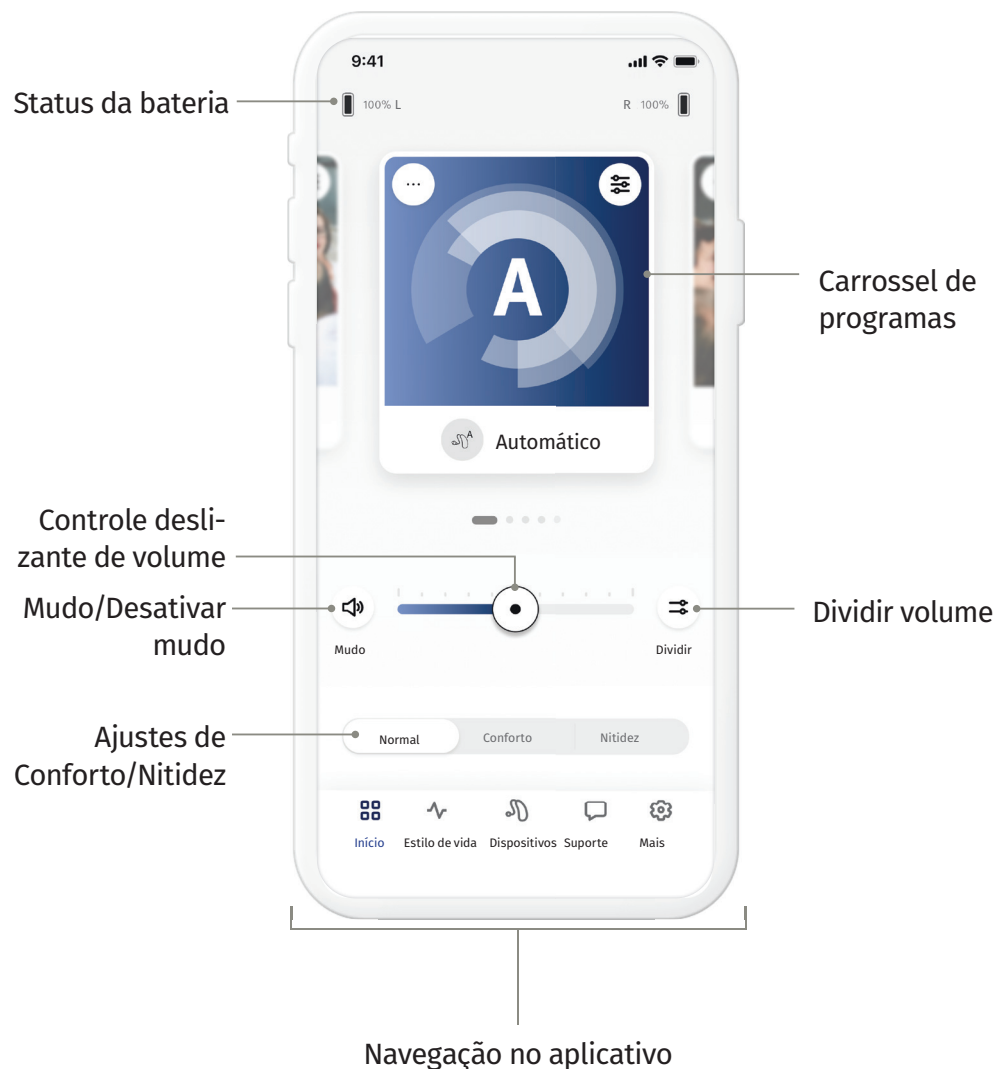 9:41
Status da bateria
100% L
R 100%
...
A
Carrossel de
programas
A
Automático
Controle desli-
zante de volume
Mudo/Desativar
mudo
Dividir volume
Mudo
Dividir
Ajustes de
Conforto/Nitidez
Normal
Conforto
Nitidez
Início
Estilo de vida
Dispositivos
Suporte
Mais
Navegação no aplicativo